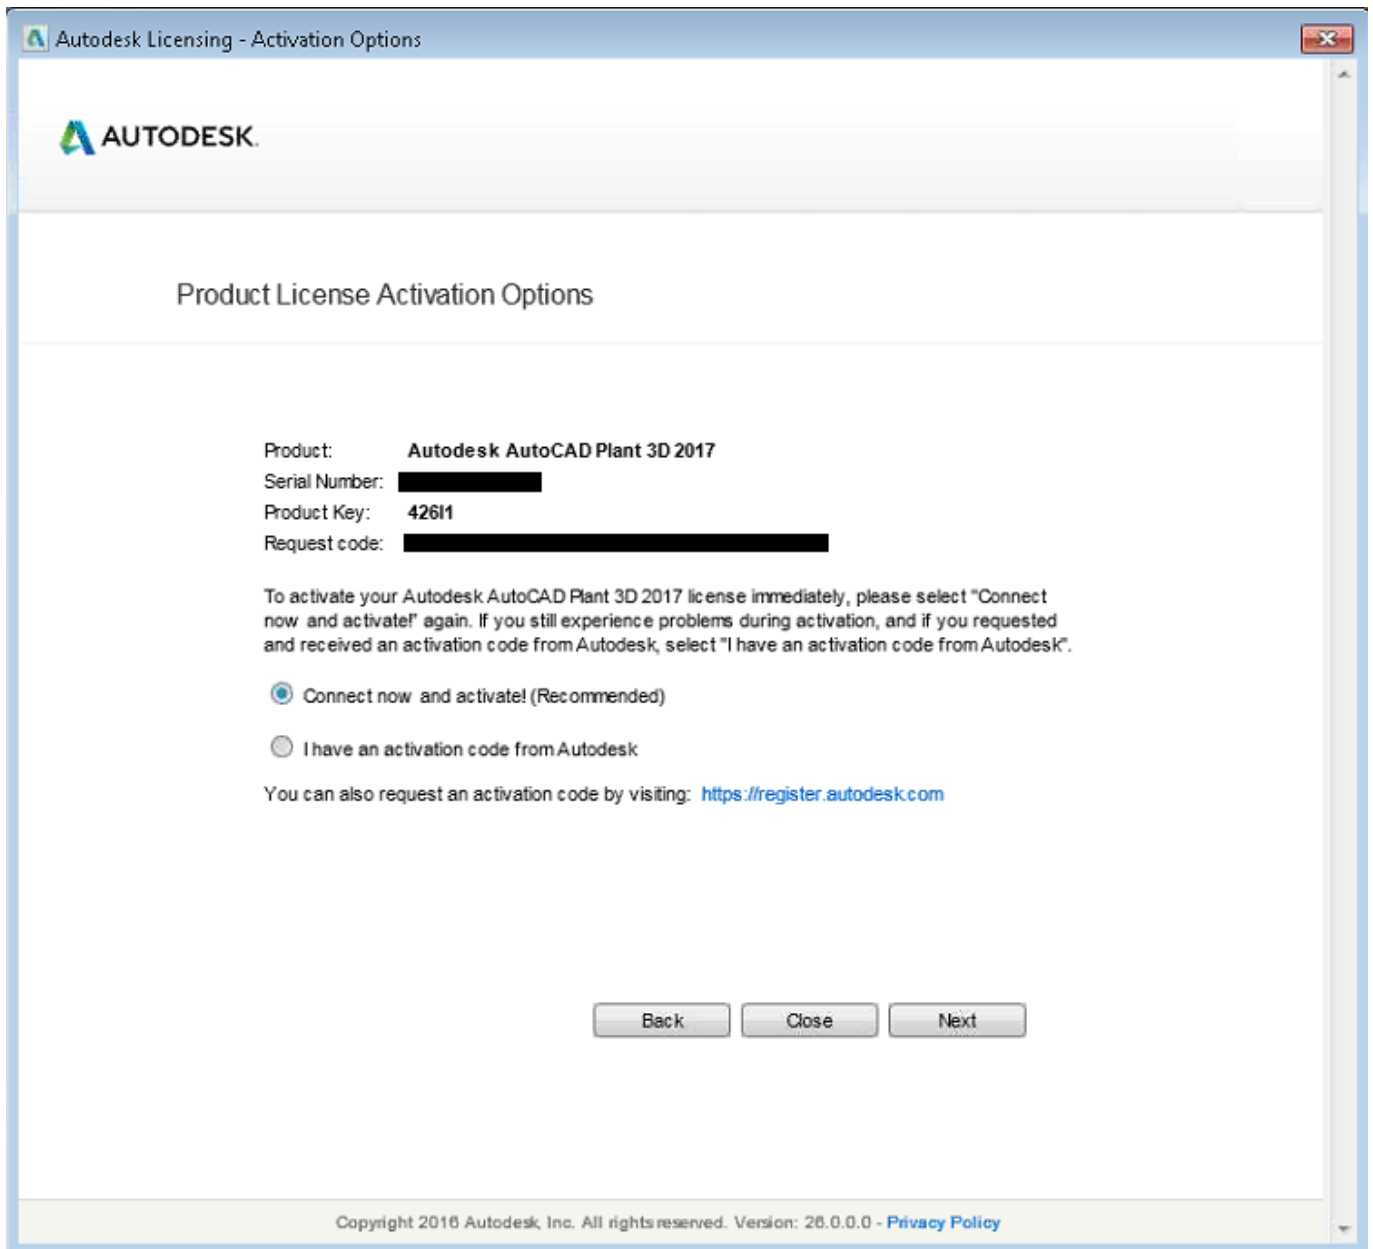 Autodesk Licensing - Activation Options
AUTODESK.
Product License Activation Options
Product: Autodesk AutoCAD Plant 3D 2017
Serial Number:
Product Key: 426I1
Request code:
To activate your Autodesk AutoCAD Plant 3D 2017 license immediately, please select "Connect
now and activate!" again. If you still experience problems during activation, and if you requested
and received an activation code from Autodesk, select "I have an activation code from Autodesk".
Connect now and activate! (Recommended)
I have an activation code from Autodesk
You can also request an activation code by visiting: https://register.autodesk.com
Back Close Next
Copyright 2016 Autodesk, Inc. All rights reserved. Version: 26.0.0.0 - Privacy Policy